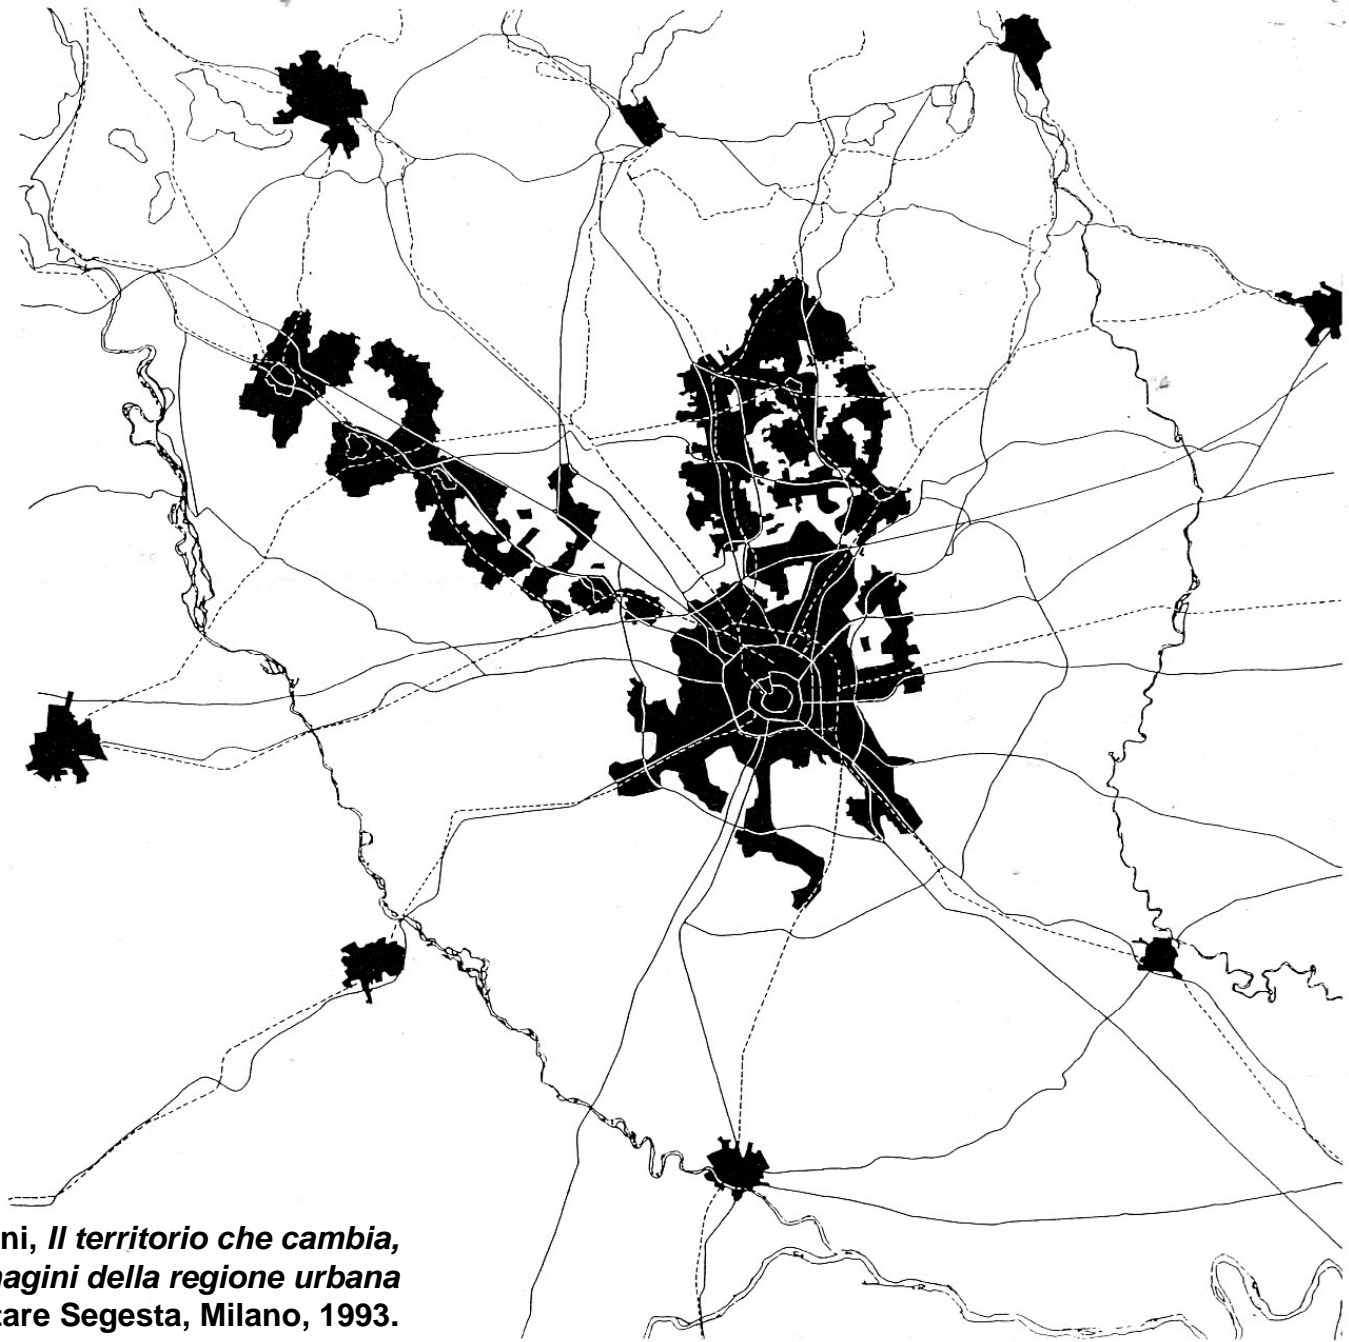 ni, Il territorio che cambia,
agini della regione urbana
are Segesta, Milano, 1993.